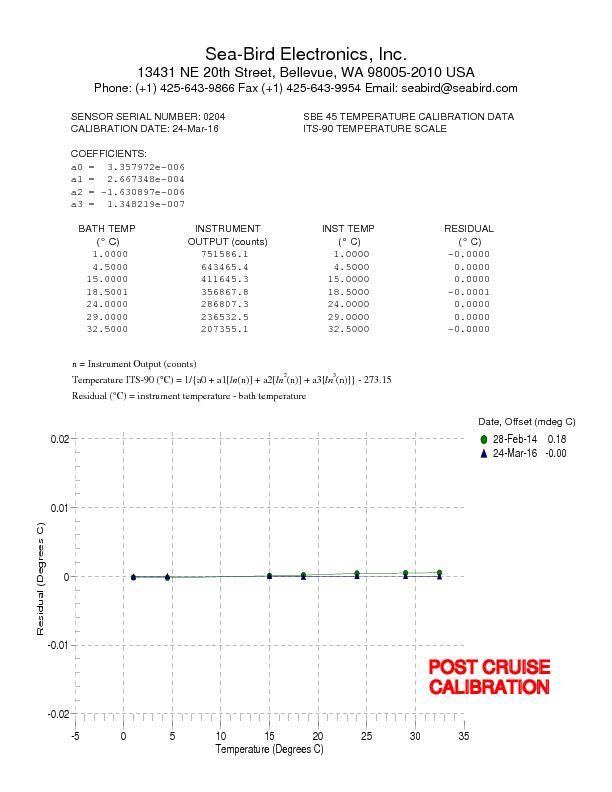 Sea-Bird Electronics, Inc.
13431 NE 20th Street, Bellevue, WA 98005-2010 USA
Phone: (+1) 425-643-9866 Fax (+1) 425-643-9954 Email: seabird@seabird.com
SENSOR SERIAL NUMBER: 0204 SBE 45 TEMPERATURE CALIBRATION DATA
CALIBRATION DATE: 24-Mar-16 ITS-90 TEMPERATURE SCALE
COEFFICIENTS:
a0 = 3.357972e-006
a1 = 2.667348e-004
a2 = -1.630897e-006
a3 = 1.348219e-007
BATH TEMP INSTRUMENT INST TEMP RESIDUAL
(° C) OUTPUT (counts) (° C) (° C)
1.0000 751586.1 1.0000 -0.0000
4.5000 643465.4 4.5000 0.0000
15.0000 411645.3 15.0000 0.0000
18.5001 356867.8 18.5000 -0.0001
24.0000 286807.3 24.0000 0.0000
29.0000 236532.5 29.0000 0.0000
32.5000 207355.1 32.5000 -0.0000
n = Instrument Output (counts)
Temperature ITS-90 (°C) = 1/{a0 + a1[ln(n)] + a2[ln²(n)] + a3[ln³(n)]} - 273.15
Residual (°C) = instrument temperature - bath temperature
Date, Offset (mdeg C)
28-Feb-14 0.18
24-Mar-16 -0.00
0.02
0.01
0
-0.01
-0.02
Residual (Degrees C)
POST CRUISE
CALIBRATION
-5 0 5 10 15 20 25 30 35
Temperature (Degrees C)